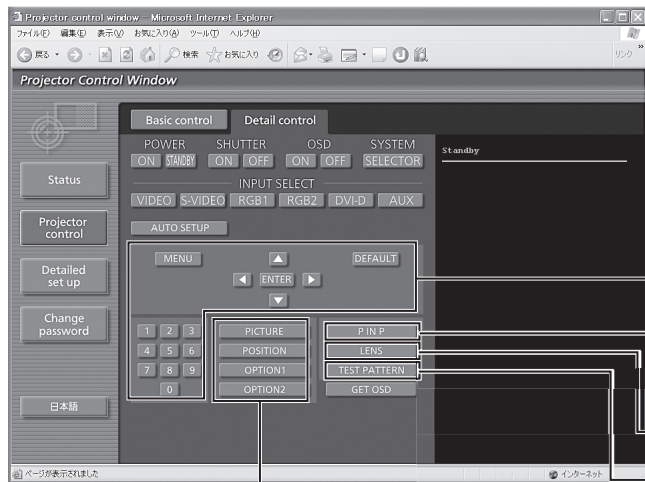 Projector control window - Microsoft Internet Explorer
ファイル(F) 編集(E) 表示(V) お気に入り(A) ツール(T) ヘルプ(H)
戻る 検索 お気に入り リンク »
Projector Control Window
Basic control Detail control
POWER SHUTTER OSD SYSTEM
ON STANDBY ON OFF ON OFF SELECTOR
Standby
Status
INPUT SELECT
VIDEO S-VIDEO RGB1 RGB2 DVI-D AUX
Projector control
AUTO SETUP
MENU DEFAULT
ENTER
Detailed set up
Change password
1 2 3 PICTURE P IN P
4 5 6 POSITION LENS
7 8 9 OPTION1 TEST PATTERN
0 OPTION2 GET OSD
日本語
ページが表示されました インターネット